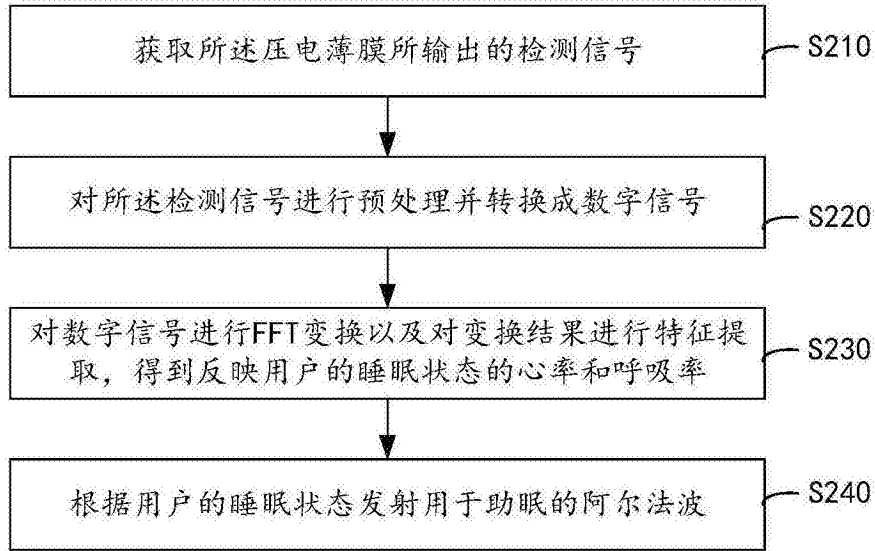 获取所述压电薄膜所输出的检测信号
S210
对所述检测信号进行预处理并转换成数字信号
S220
对数字信号进行FFT变换以及对变换结果进行特征提
取，得到反映用户的睡眠状态的心率和呼吸率
S230
根据用户的睡眠状态发射用于助眠的阿尔法波
S240